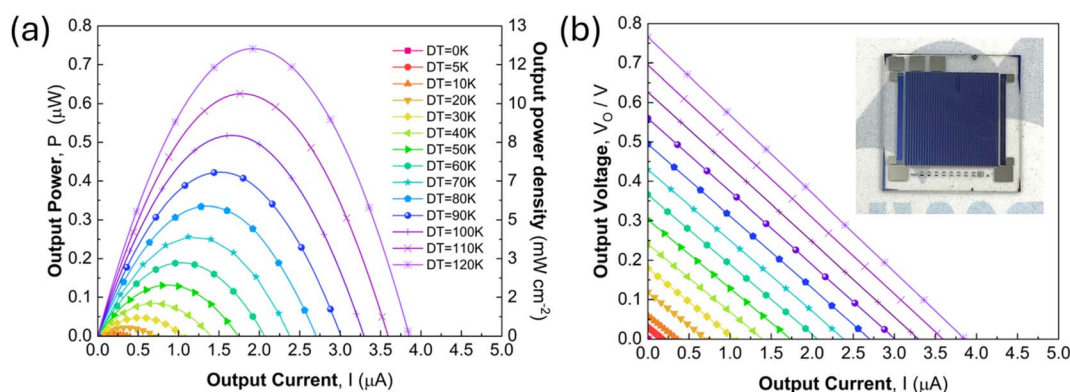 (a)
Output Power, P (μW)
0.8
0.7
0.6
0.5
0.4
0.3
0.2
0.1
0.0
13
12
10
8
7
5
3
2
0
Output power density (mW cm⁻²)
DT=0K
DT=5K
DT=10K
DT=20K
DT=30K
DT=40K
DT=50K
DT=60K
DT=70K
DT=80K
DT=90K
DT=100K
DT=110K
DT=120K
0.0 0.5 1.0 1.5 2.0 2.5 3.0 3.5 4.0 4.5 5.0
Output Current, I (μA)
(b)
Output Voltage, V_O / V
0.8
0.7
0.6
0.5
0.4
0.3
0.2
0.1
0.0
0.0 0.5 1.0 1.5 2.0 2.5 3.0 3.5 4.0 4.5 5.0
Output Current, I (μA)